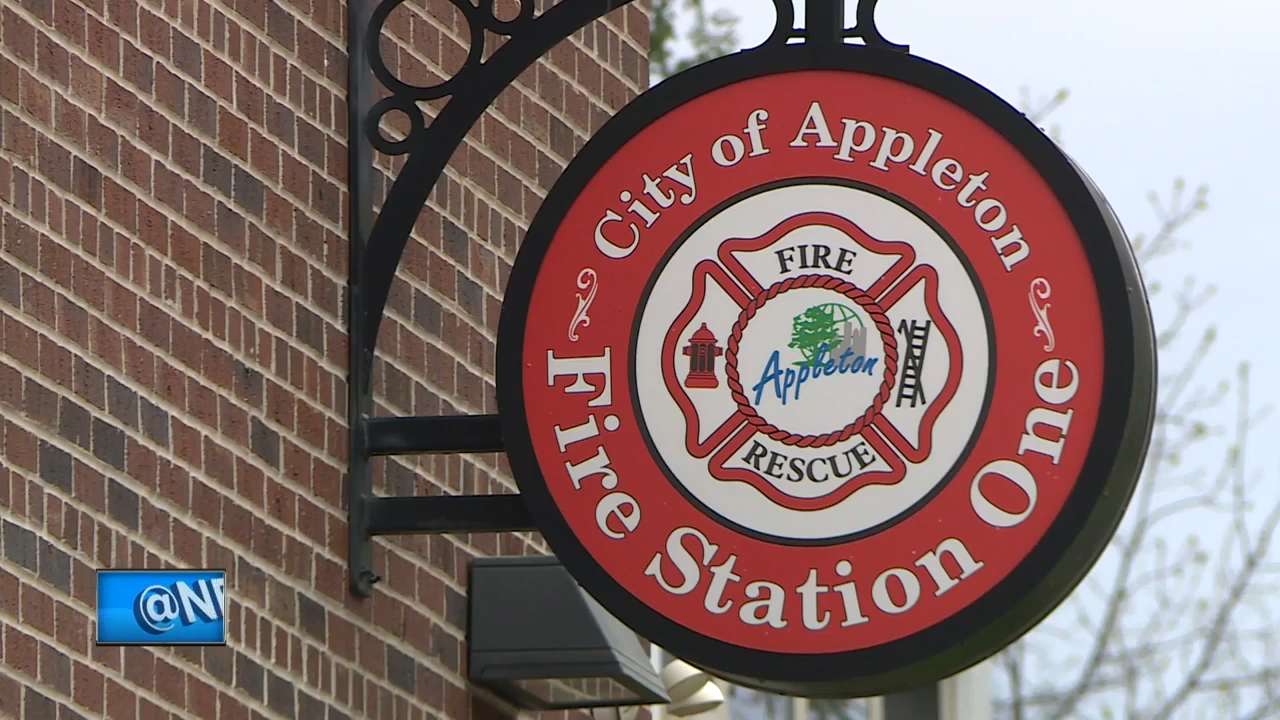 City of Appleton
FIRE
Appleton
RESCUE
Fire Station One